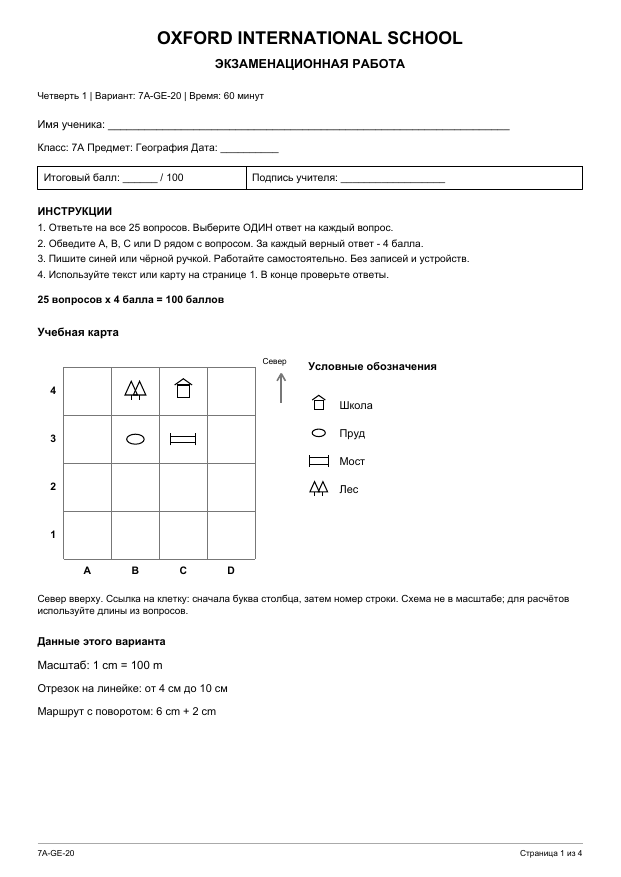 OXFORD INTERNATIONAL SCHOOL
ЭКЗАМЕНАЦИОННАЯ РАБОТА
Четверть 1 | Вариант: 7A-GE-20 | Время: 60 минут
Имя ученика: ____________________________________________________________________
Класс: 7A Предмет: География Дата: __________
Итоговый балл: ______ / 100
Подпись учителя: __________________
ИНСТРУКЦИИ
1. Ответьте на все 25 вопросов. Выберите ОДИН ответ на каждый вопрос.
2. Обведите A, B, C или D рядом с вопросом. За каждый верный ответ - 4 балла.
3. Пишите синей или чёрной ручкой. Работайте самостоятельно. Без записей и устройств.
4. Используйте текст или карту на странице 1. В конце проверьте ответы.
25 вопросов x 4 балла = 100 баллов
Учебная карта
Север
4
3
2
1
A B C D
Условные обозначения
Школа
Пруд
Мост
Лес
Север вверху. Ссылка на клетку: сначала буква столбца, затем номер строки. Схема не в масштабе; для расчётов
используйте длины из вопросов.
Данные этого варианта
Масштаб: 1 cm = 100 m
Отрезок на линейке: от 4 см до 10 см
Маршрут с поворотом: 6 cm + 2 cm
7A-GE-20
Страница 1 из 4